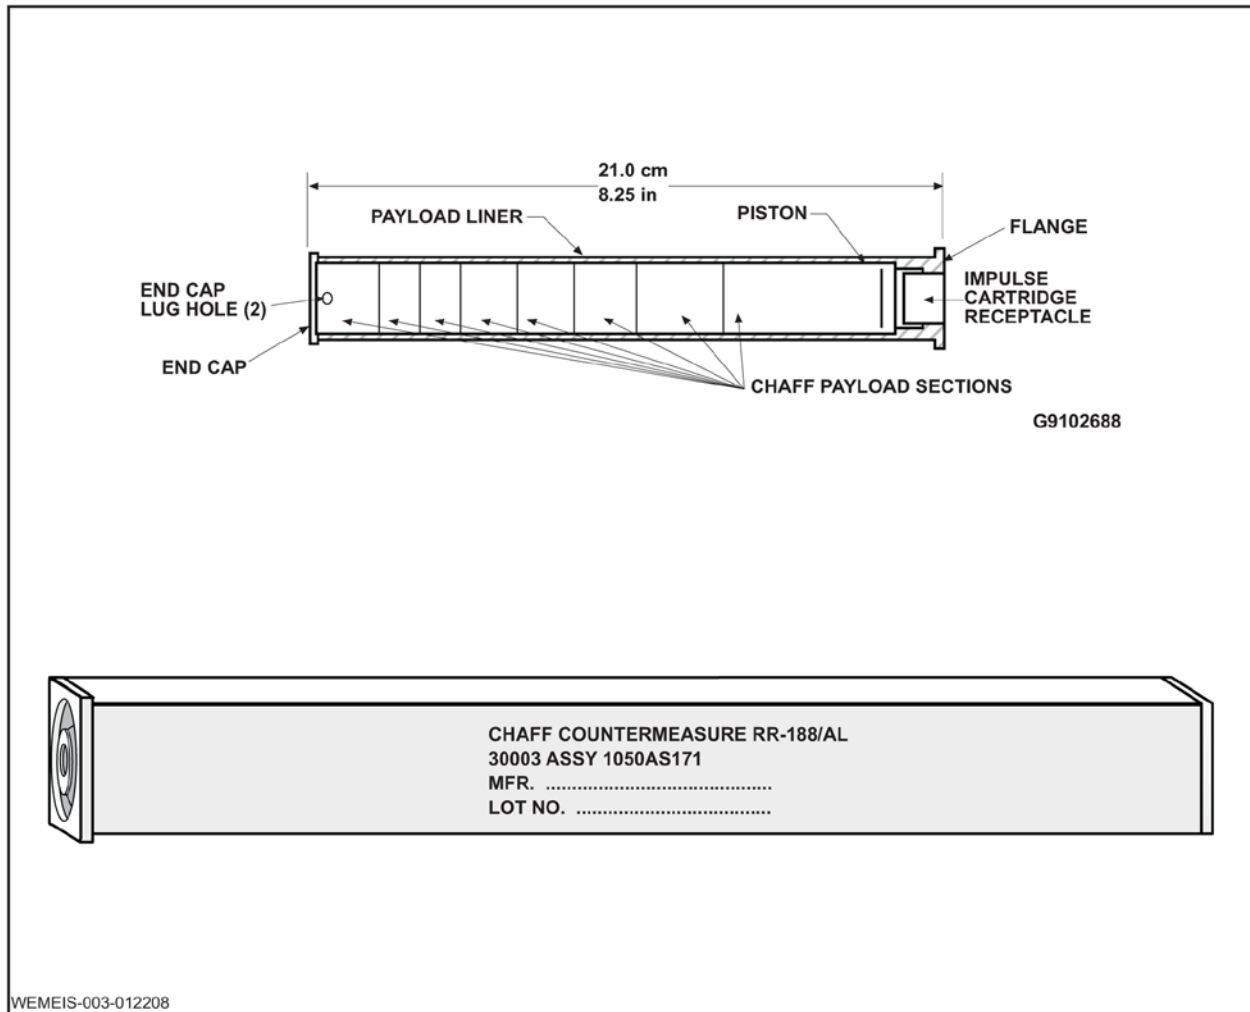 21.0 cm
8.25 in
PAYLOAD LINER
PISTON
FLANGE
END CAP
LUG HOLE (2)
IMPULSE
CARTRIDGE
RECEPTACLE
END CAP
CHAFF PAYLOAD SECTIONS
G9102688
CHAFF COUNTERMEASURE RR-188/AL
30003 ASSY 1050AS171
MFR. ...........................................
LOT NO. .....................................
WEMEIS-003-012208